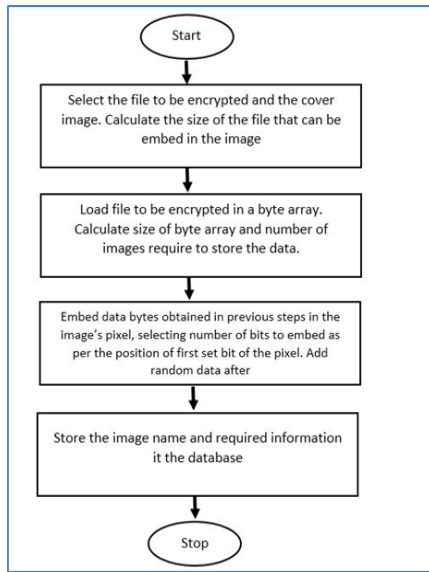 Start
Select the file to be encrypted and the cover
image. Calculate the size of the file that can be
embed in the image
Load file to be encrypted in a byte array.
Calculate size of byte array and number of
images require to store the data.
Embed data bytes obtained in previous steps in the
image's pixel, selecting number of bits to embed as
per the position of first set bit of the pixel. Add
random data after
Store the image name and required information
it the database
Stop